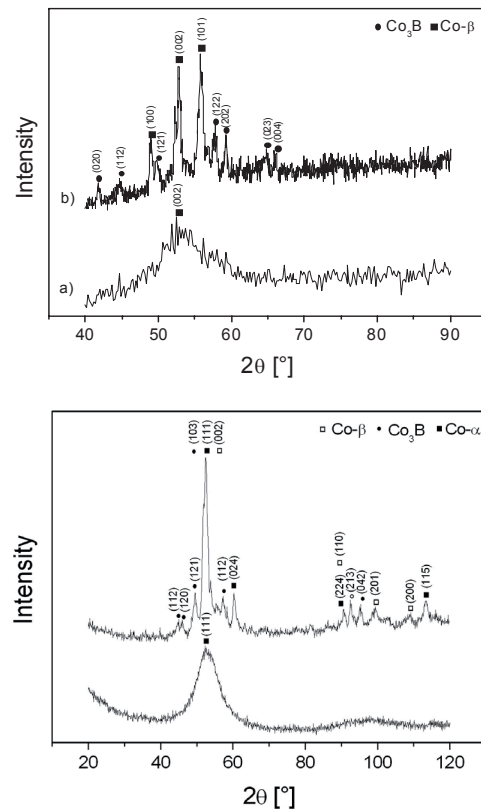 ● Co₃B ■ Co-β
(101)
(002)
(100)
(122)
(202)
(121)
(020)
(112)
(023)
(004)
b)
(002)
a)
Intensity
40 50 60 70 80 90
2θ [°]
□ Co-β • Co₃B ■ Co-α
(103)
(111)
(002)
(110)
(121)
(112)
(024)
(112)
(120)
(224)
(213)
(042)
(201)
(200)
(115)
(111)
Intensity
20 40 60 80 100 120
2θ [°]